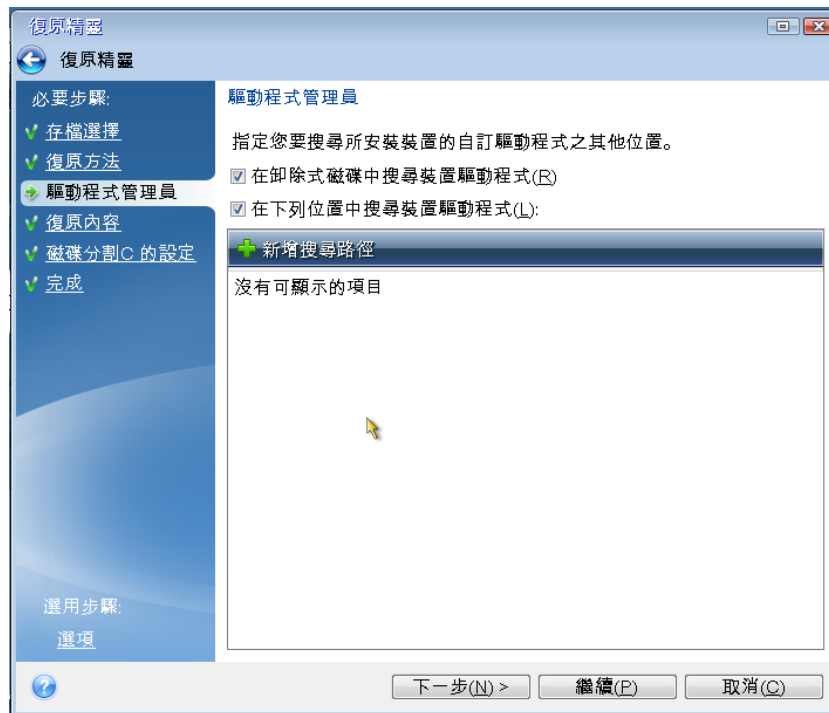 復原精靈
復原精靈
必要步驟:
存檔選擇
復原方法
驅動程式管理員
復原內容
磁碟分割C 的設定
完成
選用步驟:
選項
驅動程式管理員
指定您要搜尋所安裝裝置的自訂驅動程式之其他位置。
在卸除式磁碟中搜尋裝置驅動程式(R)
在下列位置中搜尋裝置驅動程式(L):
新增搜尋路徑
沒有可顯示的項目
下一步(N) >
繼續(P)
取消(C)